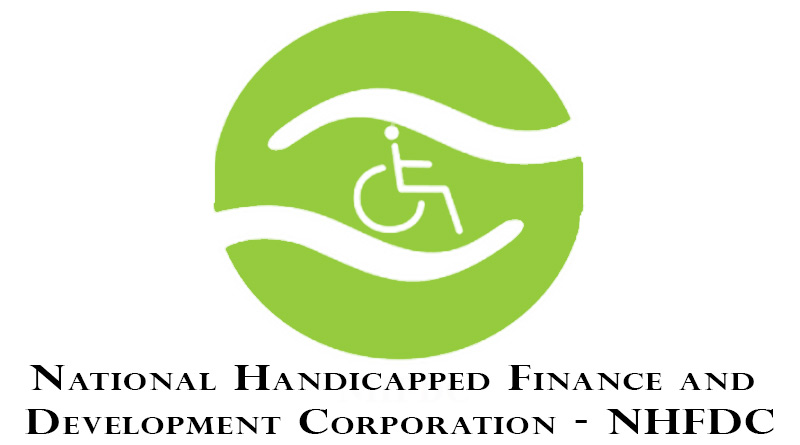 National Handicapped Finance and
Development Corporation - NHFDC